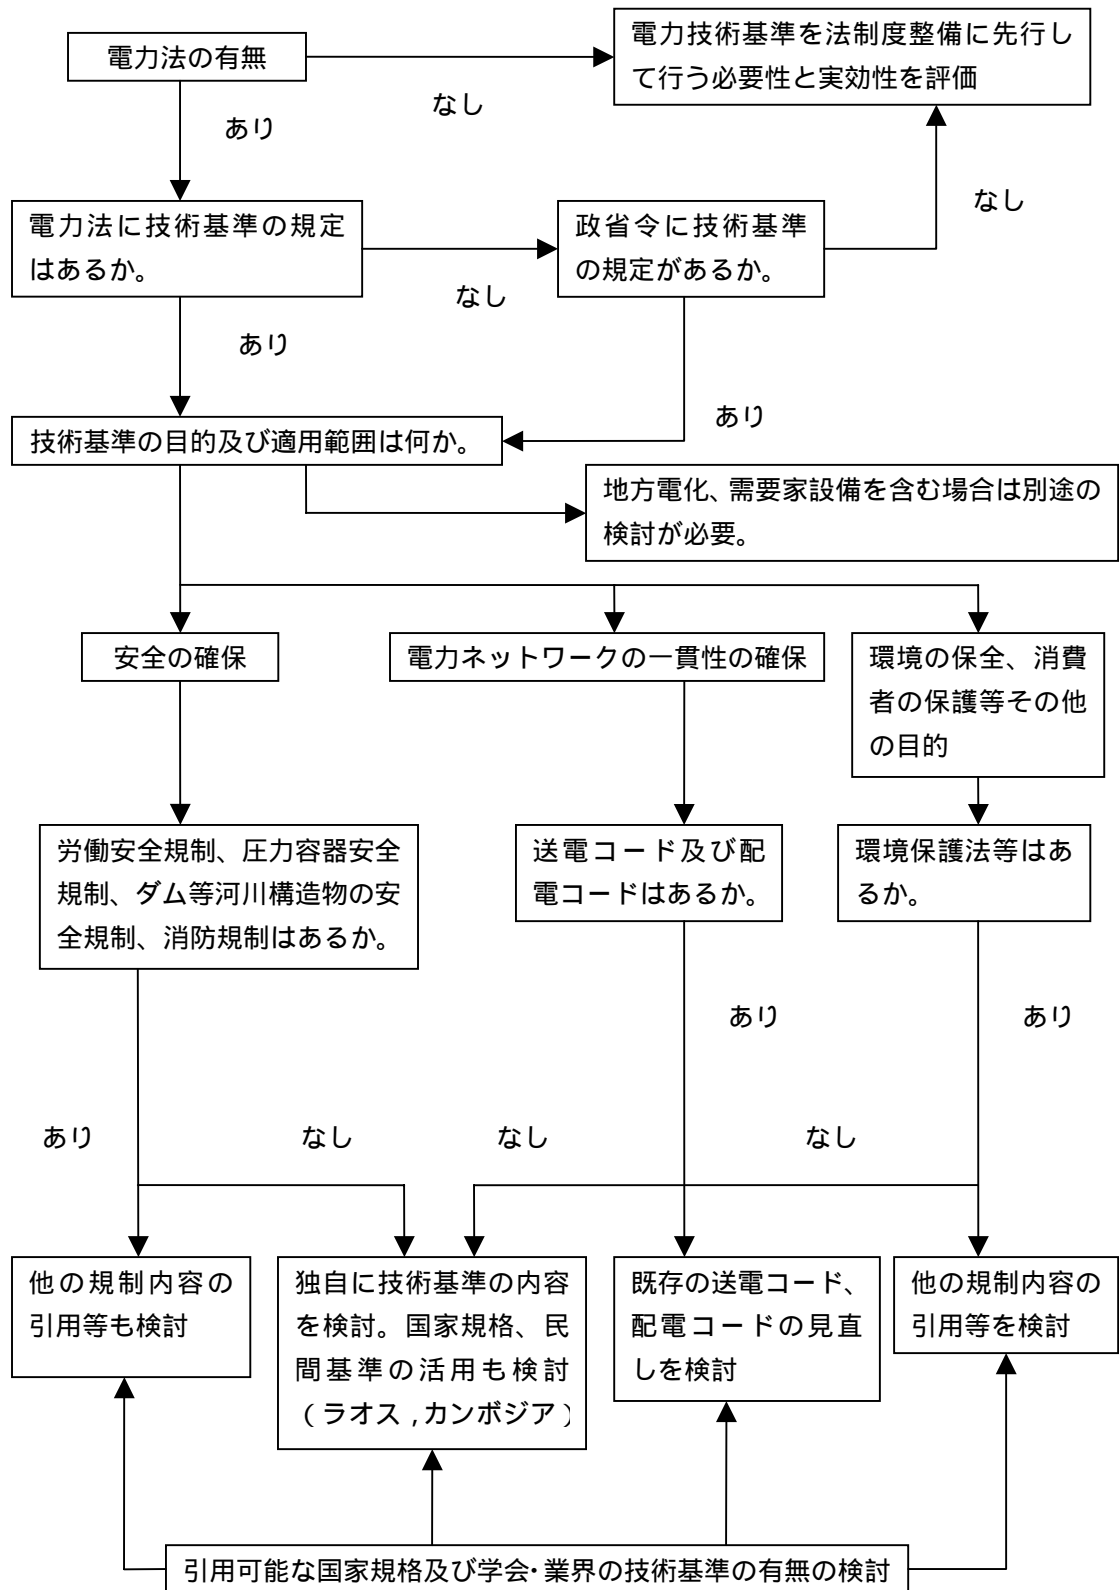 電力法の有無
電力技術基準を法制度整備に先行し
て行う必要性と実効性を評価
なし
あり
なし
電力法に技術基準の規定
はあるか。
政省令に技術基準
の規定があるか。
なし
あり
あり
技術基準の目的及び適用範囲は何か。
地方電化、需要家設備を含む場合は別途の
検討が必要。
安全の確保
電力ネットワークの一貫性の確保
環境の保全、消費
者の保護等その他
の目的
労働安全規制、圧力容器安全
規制、ダム等河川構造物の安
全規制、消防規制はあるか。
送電コード及び配
電コードはあるか。
環境保護法等はあ
るか。
あり
あり
あり
なし
なし
なし
他の規制内容の
引用等も検討
独自に技術基準の内容
を検討。国家規格、民
間基準の活用も検討
(ラオス,カンボジア)
既存の送電コード、
配電コードの見直
しを検討
他の規制内容の
引用等を検討
引用可能な国家規格及び学会・業界の技術基準の有無の検討